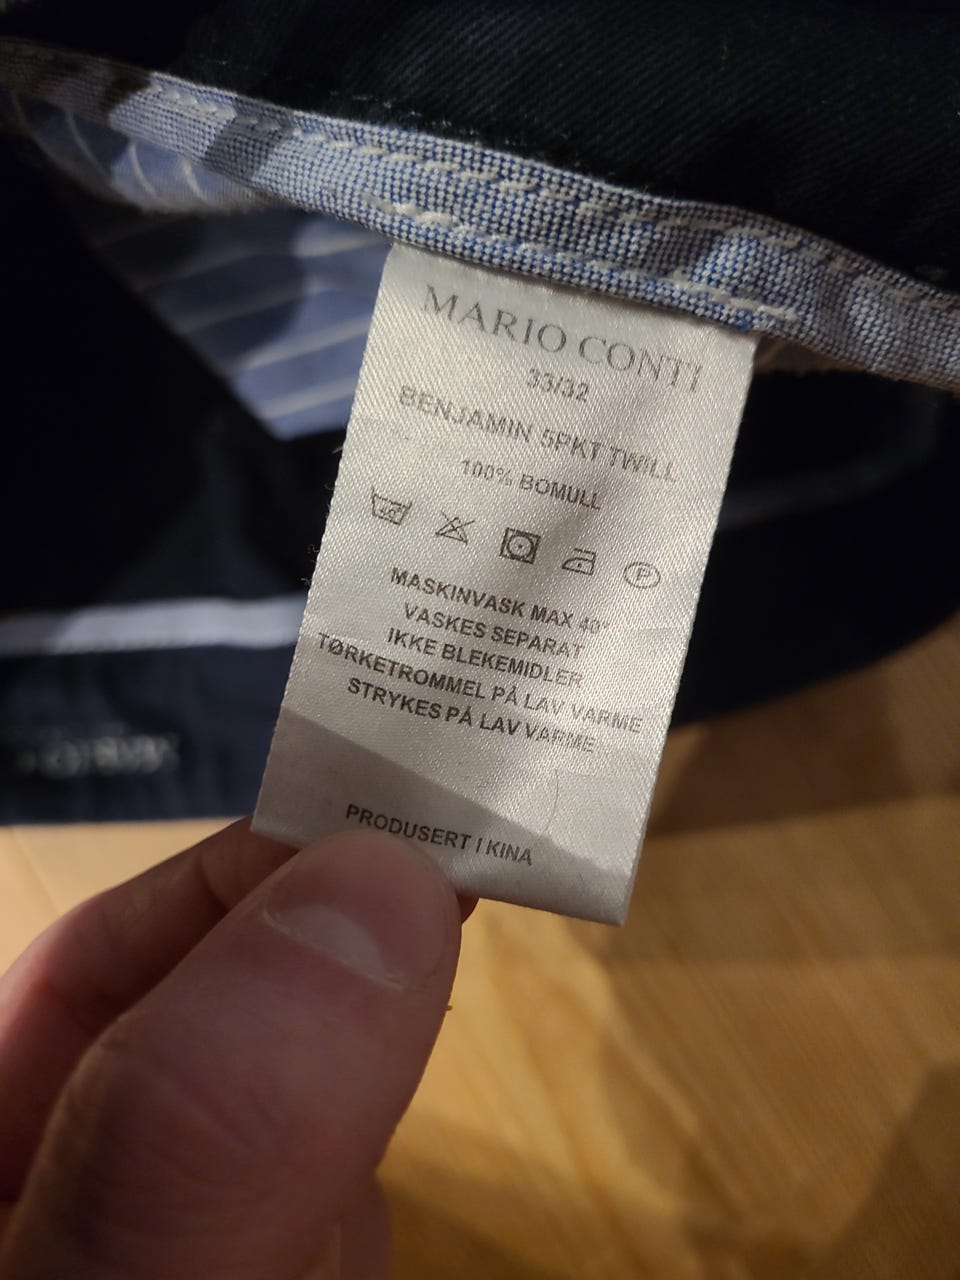 MARIO CONTI
33/32
BENJAMIN 5PKT TWILL
100% BOMULL
40
P
MASKINVASK MAX 40°
VASKES SEPARAT
IKKE BLEKEMIDLER
TØRKETROMMEL PÅ LAV VARME
STRYKES PÅ LAV VARME
PRODUSERT I KINA